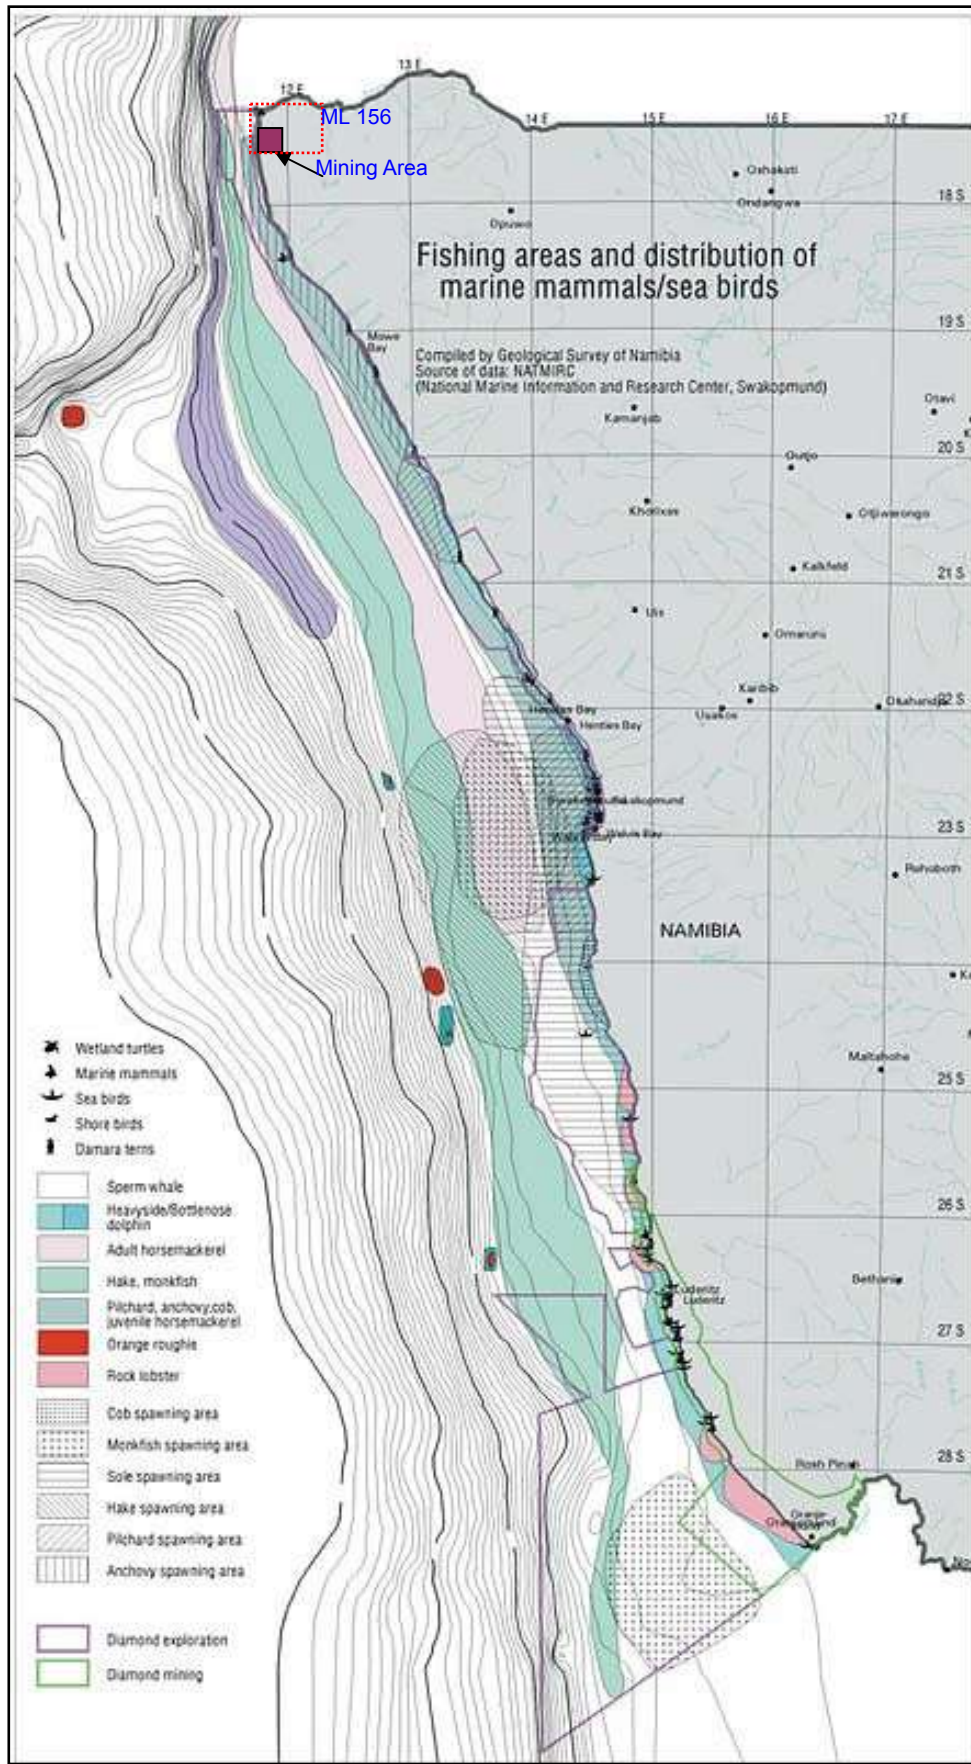 12 E
13 E
14 E
15 E
16 E
17 E
ML 156
Mining Area
Oshakati
Ondangwa
18 S
Opuwo
Fishing areas and distribution of
marine mammals/sea birds
19 S
Mowe
Bay
Compiled by Geological Survey of Namibia
Source of data: NATMIRC
(National Marine Information and Research Center, Swakopmund)
Kamanjab
Otavi
20 S
Outjo
Khorixas
Otjiwarongo
Kalkfeld
21 S
Uis
Omaruru
Karibib
Usakos
Okahandja
22 S
Henties Bay
Henties Bay
Swakopmund
Walvis Bay
23 S
Rehoboth
NAMIBIA
24 S
Maltahohe
25 S
26 S
Bethanie
Luderitz
Luderitz
27 S
28 S
Rosh Pinah
Oranjemund
Wetland turtles
Marine mammals
Sea birds
Shore birds
Damara terns
Sperm whale
Heavyside/Bottlenose
dolphin
Adult horsemackerel
Hake, monkfish
Pilchard, anchovy,cob,
juvenile horsemackerel
Orange roughie
Rock lobster
Cob spawning area
Monkfish spawning area
Sole spawning area
Hake spawning area
Pilchard spawning area
Anchovy spawning area
Diamond exploration
Diamond mining